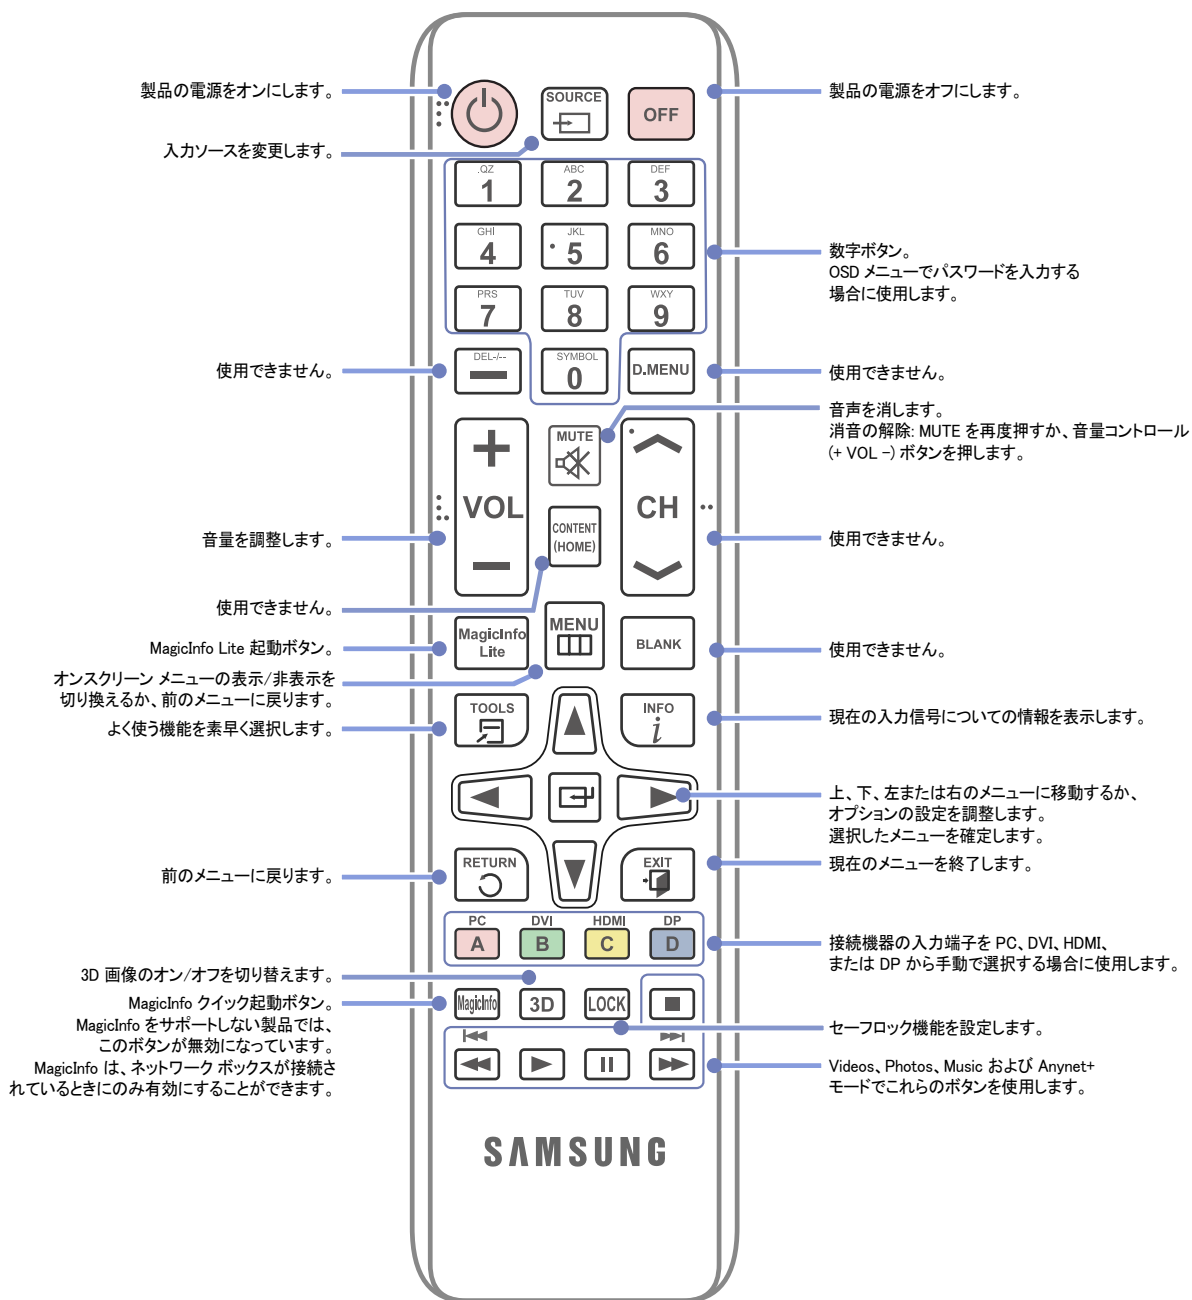 製品の電源をオンにします。
SOURCE
OFF
製品の電源をオフにします。
入力ソースを変更します。
.QZ
1
ABC
2
DEF
3
GHI
4
JKL
5
MNO
6
数字ボタン。
OSD メニューでパスワードを入力する
場合に使用します。
PRS
7
TUV
8
WXY
9
使用できません。
DEL-/--
SYMBOL
0
D.MENU
使用できません。
音声を消します。
消音の解除: MUTE を再度押すか、音量コントロール
(+ VOL -) ボタンを押します。
MUTE
VOL
CH
音量を調整します。
CONTENT
(HOME)
使用できません。
使用できません。
MagicInfo Lite 起動ボタン。
MagicInfo
Lite
MENU
BLANK
使用できません。
オンスクリーン メニューの表示/非表示を
切り換えるか、前のメニューに戻ります。
よく使う機能を素早く選択します。
TOOLS
INFO
i
現在の入力信号についての情報を表示します。
上、下、左または右のメニューに移動するか、
オプションの設定を調整します。
選択したメニューを確定します。
前のメニューに戻ります。
RETURN
EXIT
現在のメニューを終了します。
PC
DVI
HDMI
DP
A
B
C
D
接続機器の入力端子を PC、DVI、HDMI、
または DP から手動で選択する場合に使用します。
3D 画像のオン/オフを切り替えます。
MagicInfo クイック起動ボタン。
MagicInfo をサポートしない製品では、
このボタンが無効になっています。
MagicInfo は、ネットワーク ボックスが接続さ
れているときにのみ有効にすることができます。
MagicInfo
3D
LOCK
セーフロック機能を設定します。
Videos、Photos、Music および Anynet+
モードでこれらのボタンを使用します。
SAMSUNG